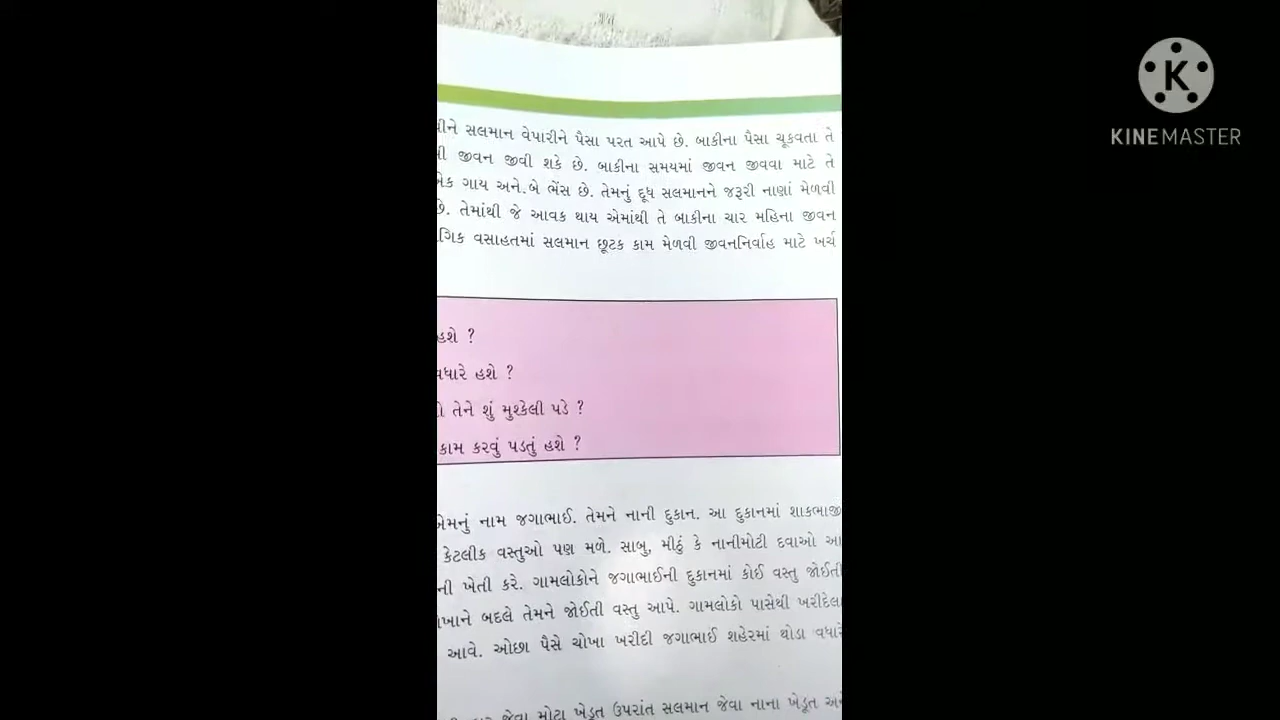 સલમાન વેપારીને પૈસા પરત આપે છે. બાકીના પૈસા ચૂકવતા તે
જીવન જીવી શકે છે. બાકીના સમયમાં જીવન જીવવા માટે તે
ગાય અને.બે ભેંસ છે. તેમનું દૂધ સલમાનને જરૂરી નાણાં મેળવી
છે. તેમાંથી જે આવક થાય એમાંથી તે બાકીના ચાર મહિના જીવન
વસાહતમાં સલમાન છૂટક કામ મેળવી જીવનનિર્વાહ માટે ખર્ચ
હશે ?
વધારે હશે ?
તેને શું મુશ્કેલી પડે ?
કામ કરવું પડતું હશે ?
એમનું નામ જગાભાઈ. તેમને નાની દુકાન. આ દુકાનમાં શાકભાજી
કેટલીક વસ્તુઓ પણ મળે. સાબુ, મીઠું કે નાનીમોટી દવાઓ આ
ની ખેતી કરે. ગામલોકોને જગાભાઈની દુકાનમાં કોઈ વસ્તુ જોઈતી
બદલે તેમને જોઈતી વસ્તુ આપે. ગામલોકો પાસેથી ખરીદેલા
આવે. ઓછા પૈસે ચોખા ખરીદી જગાભાઈ શહેરમાં થોડા વધારે
જેવા મોટા ખેડૂત ઉપરાંત સલમાન જેવા નાના ખેડૂત અને
KINEMASTER